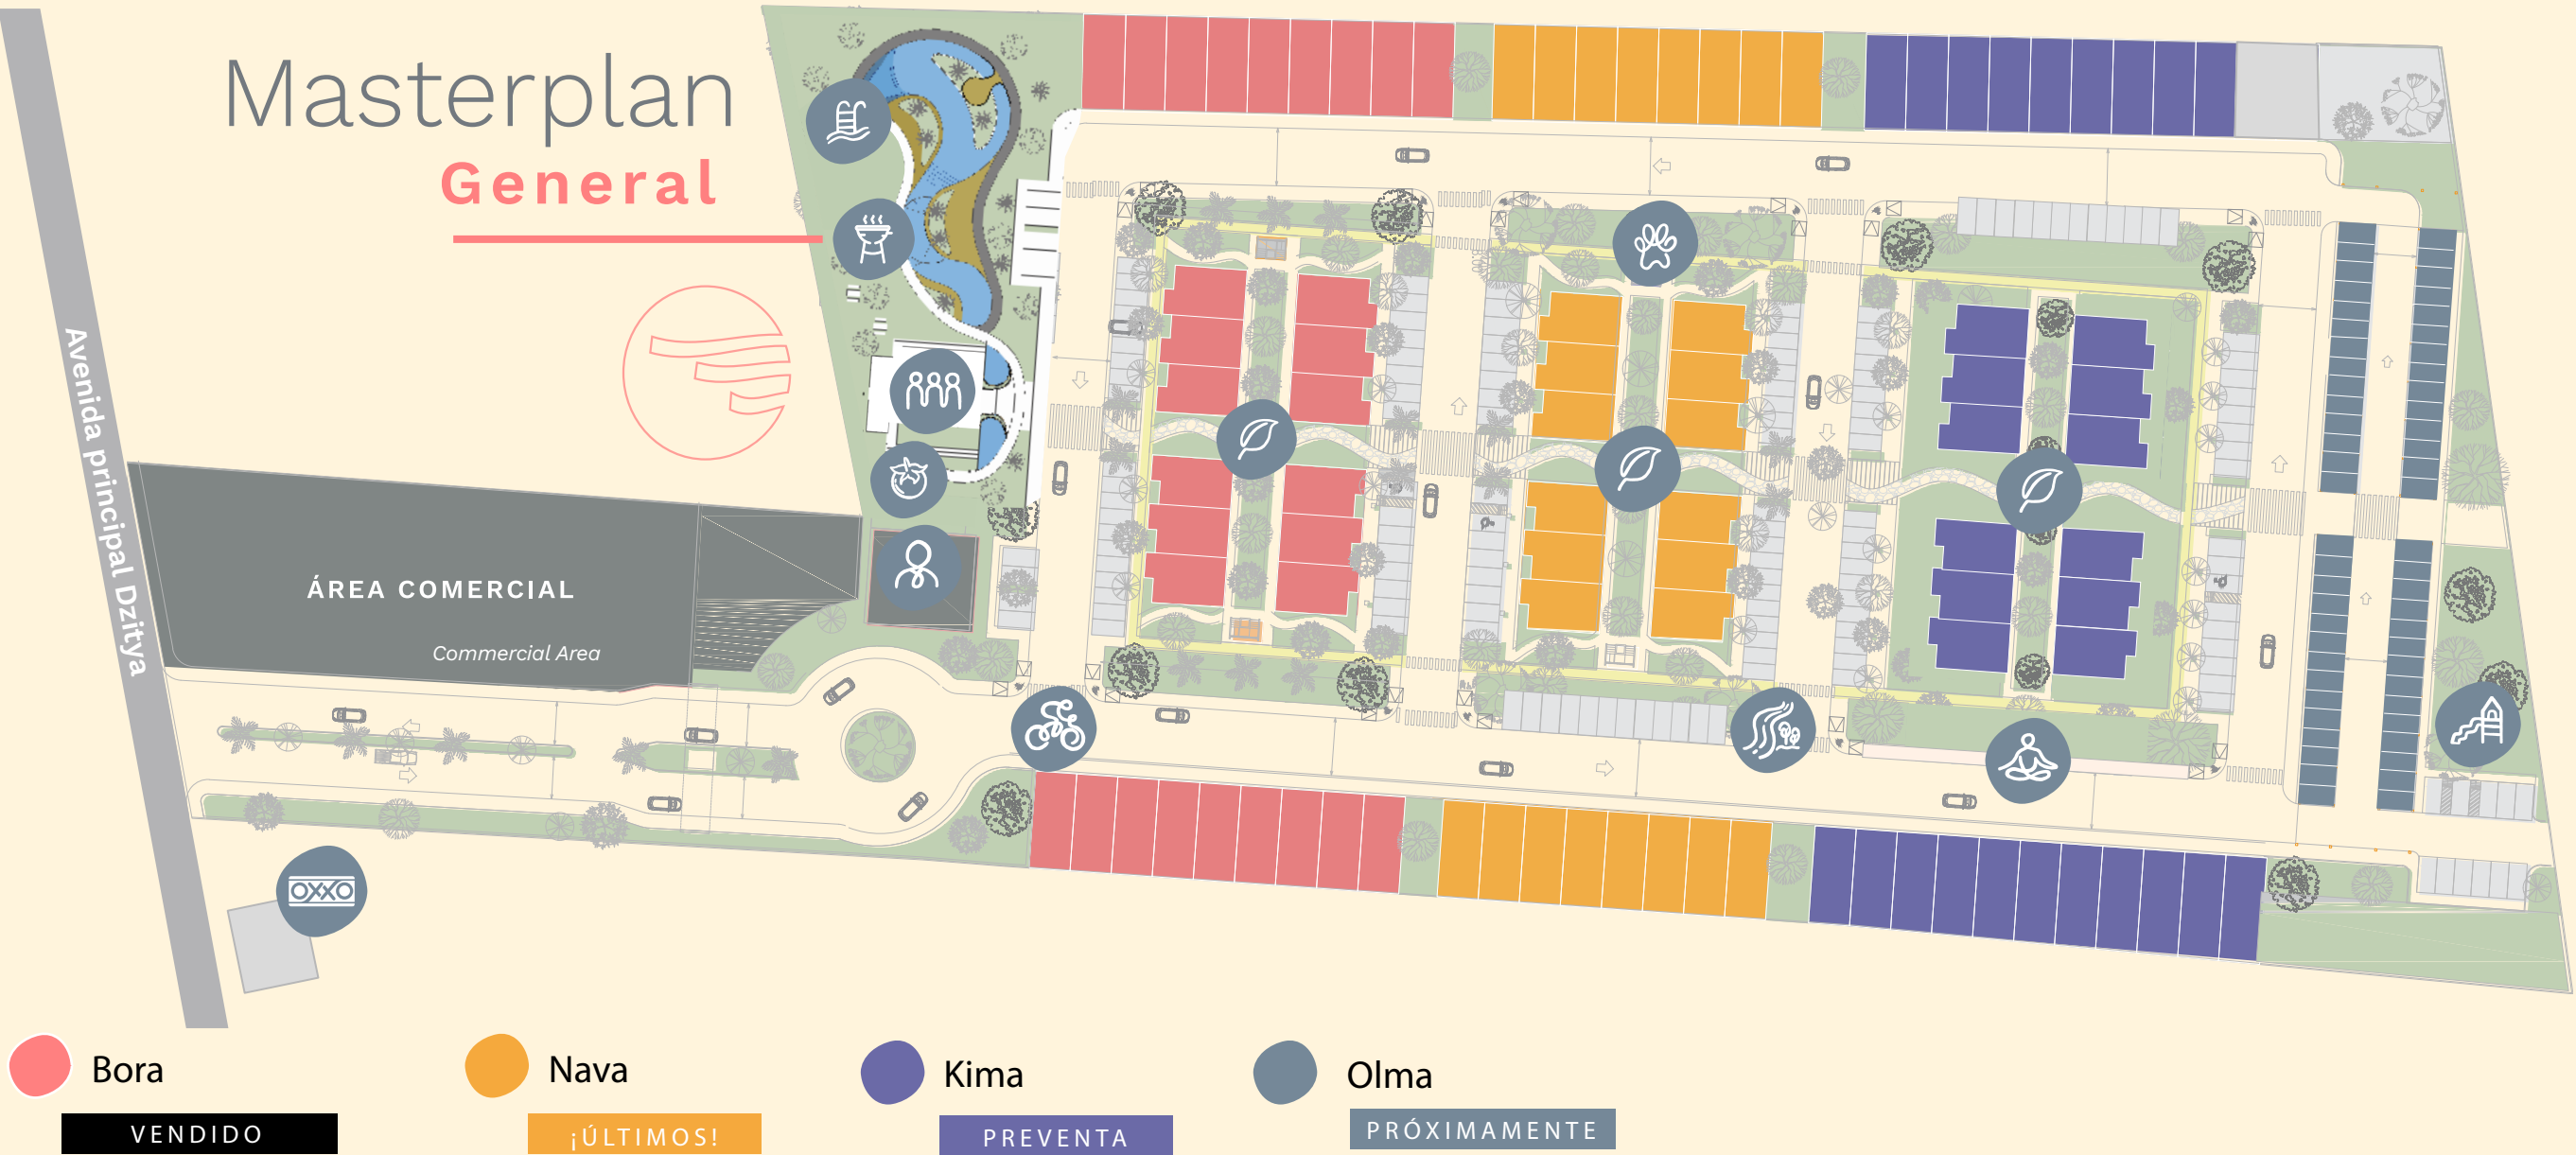 Masterplan
General
Avenida principal Dzitya
ÁREA COMERCIAL
Commercial Area
OXXO
Bora
Nava
Kima
Olma
VENDIDO
¡ÚLTIMOS!
PREVENTA
PRÓXIMAMENTE